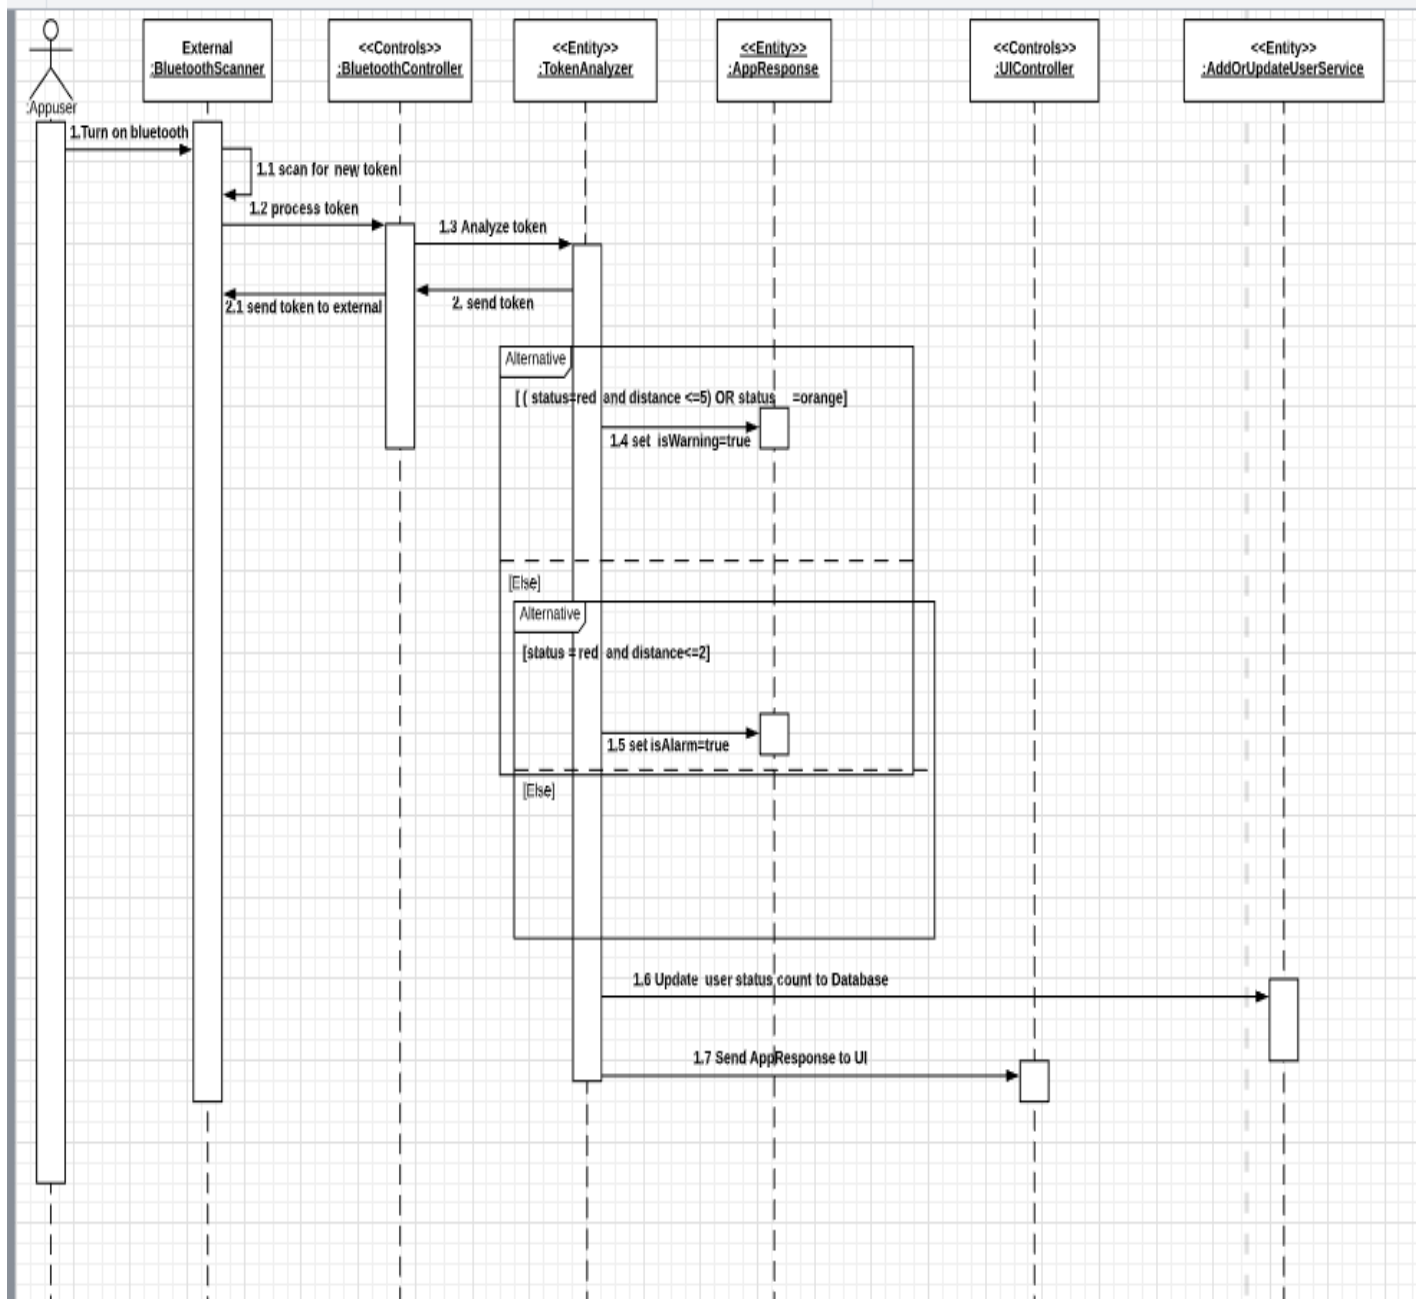 :Appuser
External
:BluetoothScanner
<<Controls>>
:BluetoothController
<<Entity>>
:TokenAnalyzer
<<Entity>>
:AppResponse
<<Controls>>
:UIController
<<Entity>>
:AddOrUpdateUserService
1.Turn on bluetooth
1.1 scan for new token
1.2 process token
1.3 Analyze token
2. send token
2.1 send token to external
Alternative
[ ( status=red and distance <=5) OR status =orange]
1.4 set isWarning=true
[Else]
Alternative
[status = red and distance<=2]
1.5 set isAlarm=true
[Else]
1.6 Update user status count to Database
1.7 Send AppResponse to UI